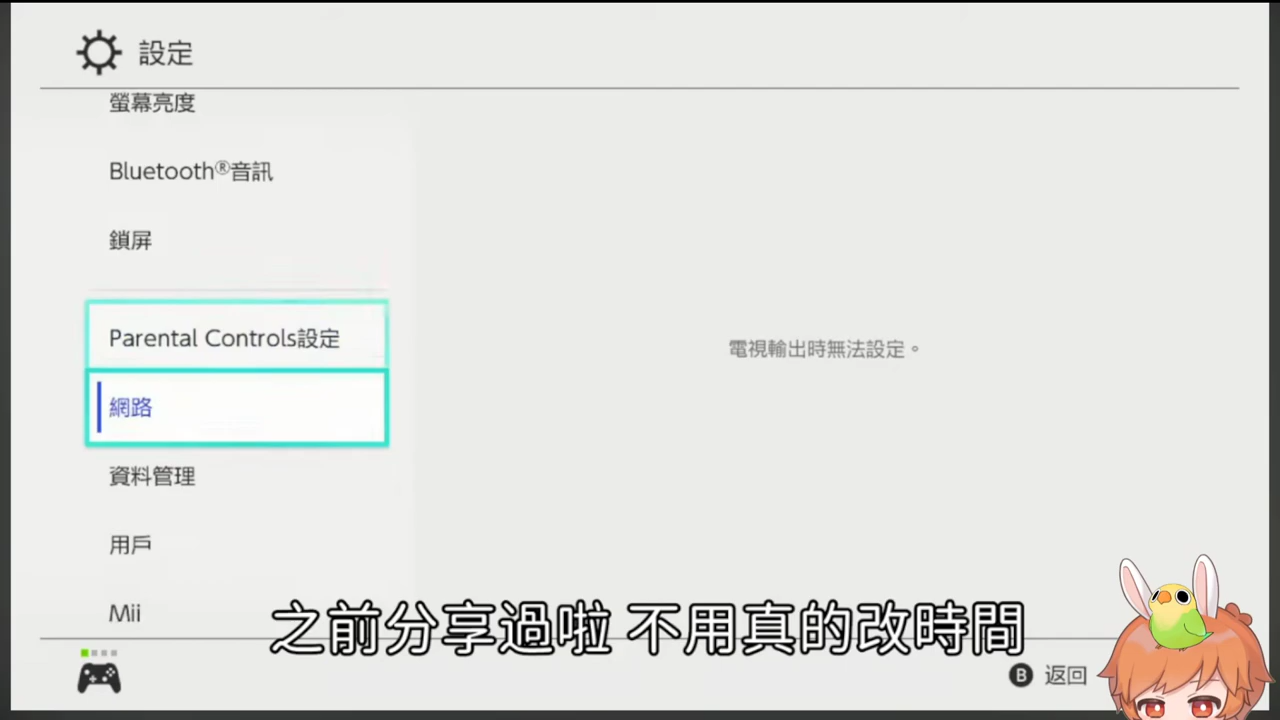 設定
螢幕亮度
Bluetooth®音訊
鎖屏
Parental Controls設定
網路
電視輸出時無法設定。
資料管理
用戶
Mii
之前分享過啦 不用真的改時間
B 返回